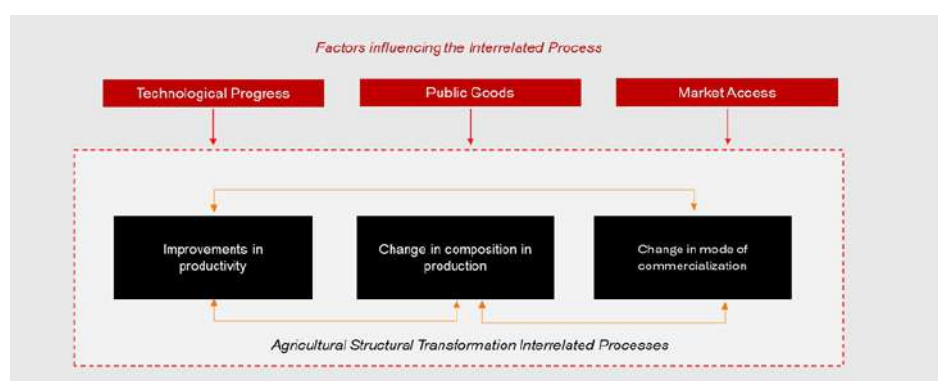 Factors influencing the Interrelated Process
Technological Progress
Public Goods
Market Access
Improvements in
productivity
Change in composition in
production
Change in mode of
commercialization
Agricultural Structural Transformation Interrelated Processes